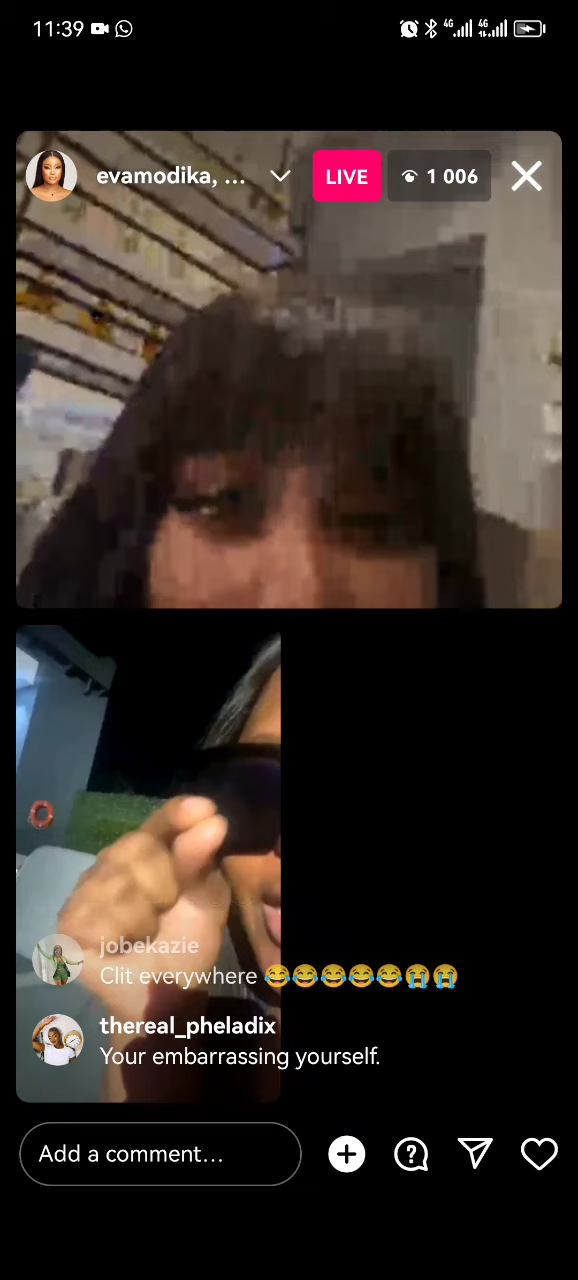 11:39
4G 4G
evamodika, ...
LIVE
1 006
jobekazie
Clit everywhere 😂😂😂😂😂😭😭
thereal_pheladix
Your embarrassing yourself.
Add a comment...